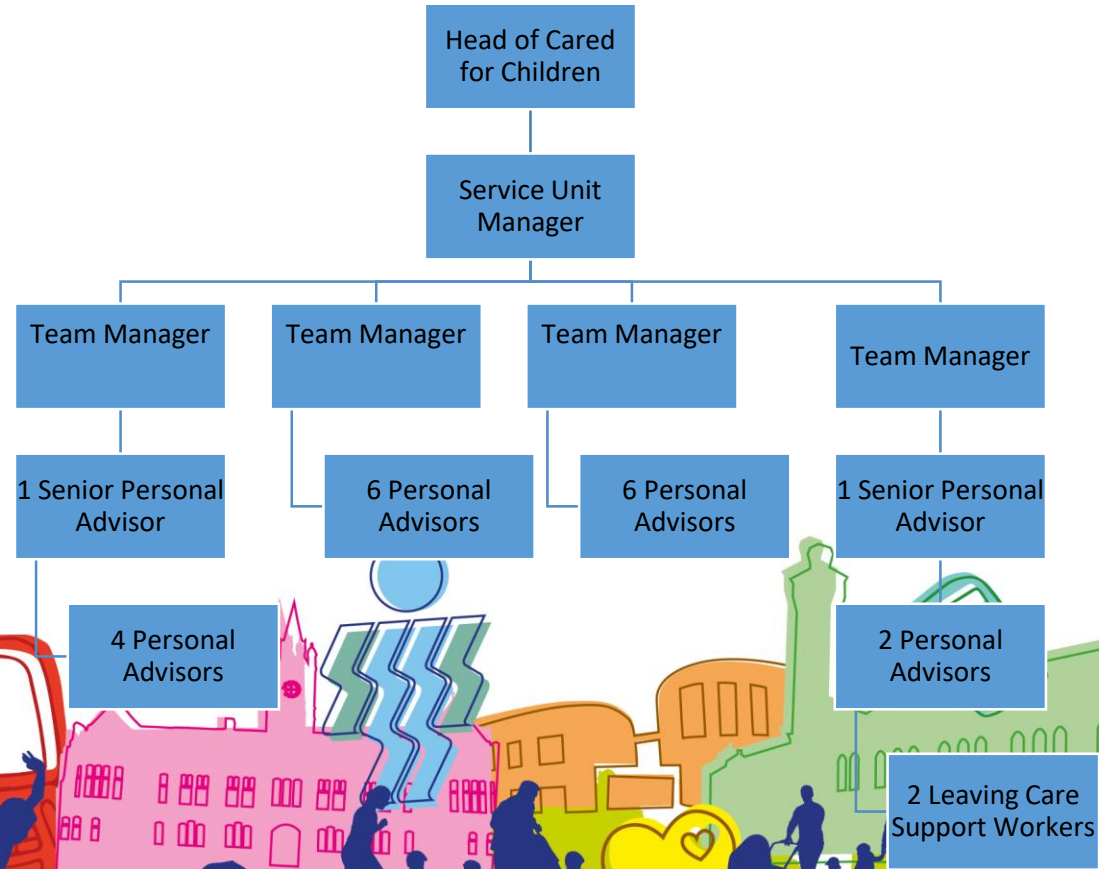 Head of Cared
for Children
Service Unit
Manager
Team Manager
Team Manager
Team Manager
Team Manager
1 Senior Personal
Advisor
6 Personal
Advisors
6 Personal
Advisors
1 Senior Personal
Advisor
4 Personal
Advisors
2 Personal
Advisors
2 Leaving Care
Support Workers